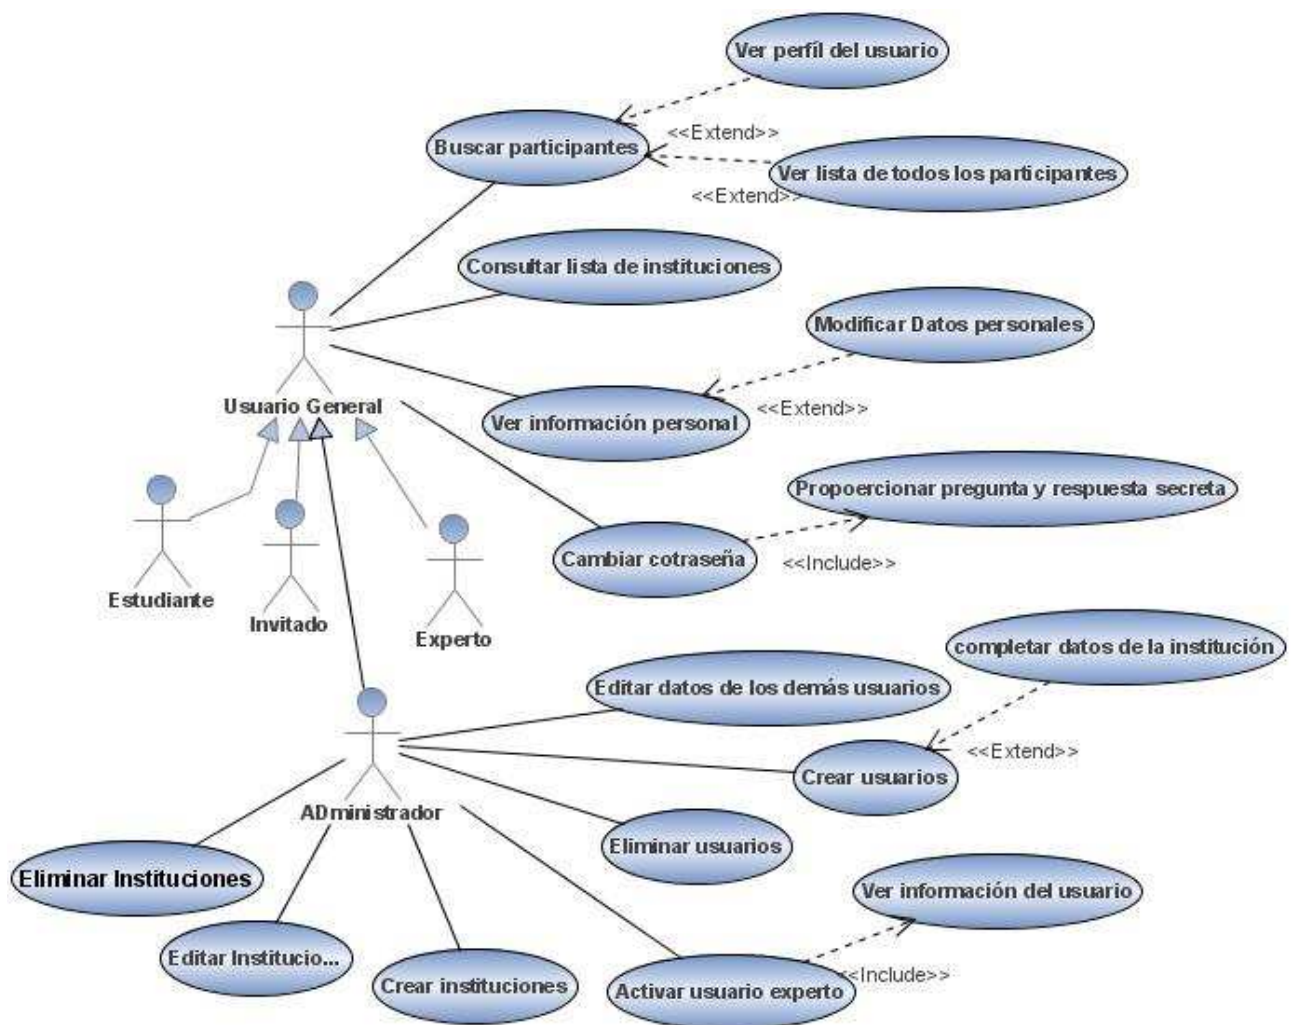 Ver perfíl del usuario
Buscar participantes
<<Extend>>
Ver lista de todos los participantes
<<Extend>>
Consultar lista de instituciones
Modificar Datos personales
Usuario General
<<Extend>>
Ver información personal
Propoercionar pregunta y respuesta secreta
Cambiar cotraseña
<<Include>>
Estudiante
Invitado
Experto
completar datos de la institución
Editar datos de los demás usuarios
<<Extend>>
Crear usuarios
ADministrador
Eliminar usuarios
Eliminar Instituciones
Ver información del usuario
Editar Institucio...
Crear instituciones
Activar usuario experto
<<Include>>